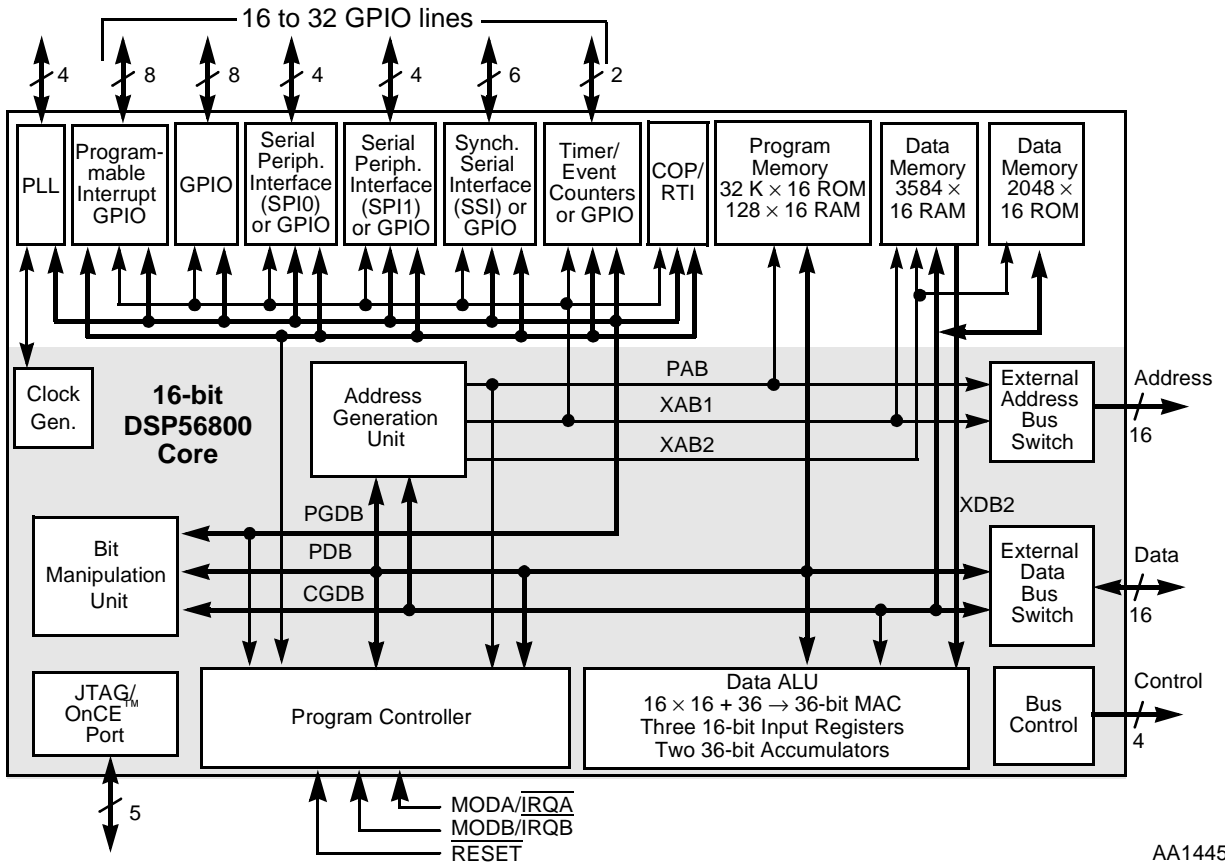 16 to 32 GPIO lines
4
8
8
4
4
6
2
PLL
Program-
mable
Interrupt
GPIO
GPIO
Serial
Periph.
Interface
(SPI0)
or GPIO
Serial
Periph.
Interface
(SPI1)
or GPIO
Synch.
Serial
Interface
(SSI) or
GPIO
Timer/
Event
Counters
or GPIO
COP/
RTI
Program
Memory
32 K × 16 ROM
128 × 16 RAM
Data
Memory
3584 ×
16 RAM
Data
Memory
2048 ×
16 ROM
Clock
Gen.
16-bit
DSP56800
Core
Address
Generation
Unit
PAB
XAB1
XAB2
External
Address
Bus
Switch
Address
16
PGDB
PDB
CGDB
XDB2
Bit
Manipulation
Unit
External
Data
Bus
Switch
Data
16
JTAG/
OnCE™
Port
Program Controller
Data ALU
16 × 16 + 36 → 36-bit MAC
Three 16-bit Input Registers
Two 36-bit Accumulators
Bus
Control
Control
4
5
MODA/IRQA
MODB/IRQB
RESET
AA1445